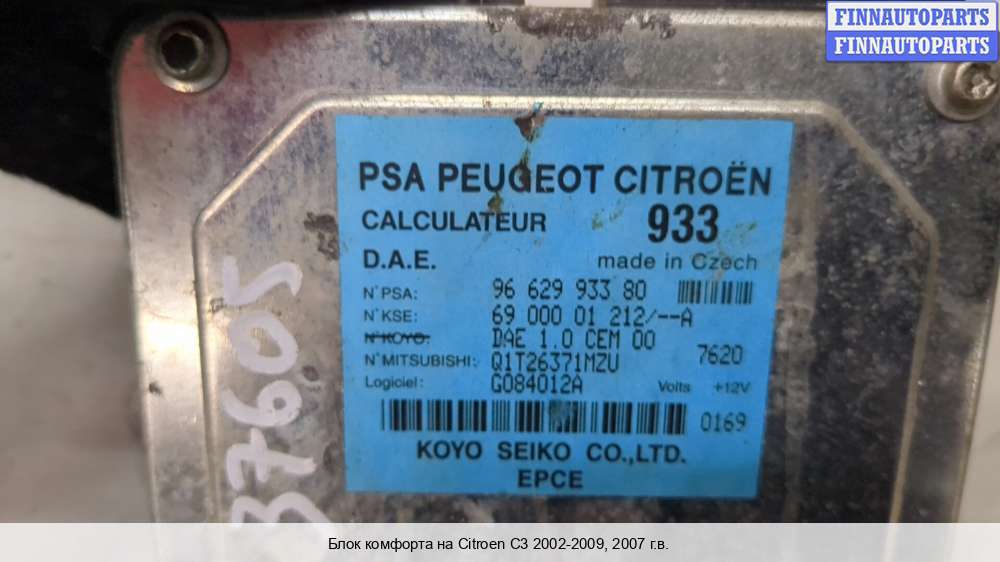 FINNAUTOPARTS
FINNAUTOPARTS
PSA PEUGEOT CITROËN
CALCULATEUR 933
D.A.E. made in Czech
N°PSA: 96 629 933 80
N°KSE: 69 000 01 212/--A
N°KOYO: DAE 1.0 CEM 00
7620
N°MITSUBISHI: Q1T26371MZU
Logiciel: G084012A Volts +12V
0169
KOYO SEIKO CO.,LTD.
EPCE
37605
Блок комфорта на Citroen C3 2002-2009, 2007 г.в.